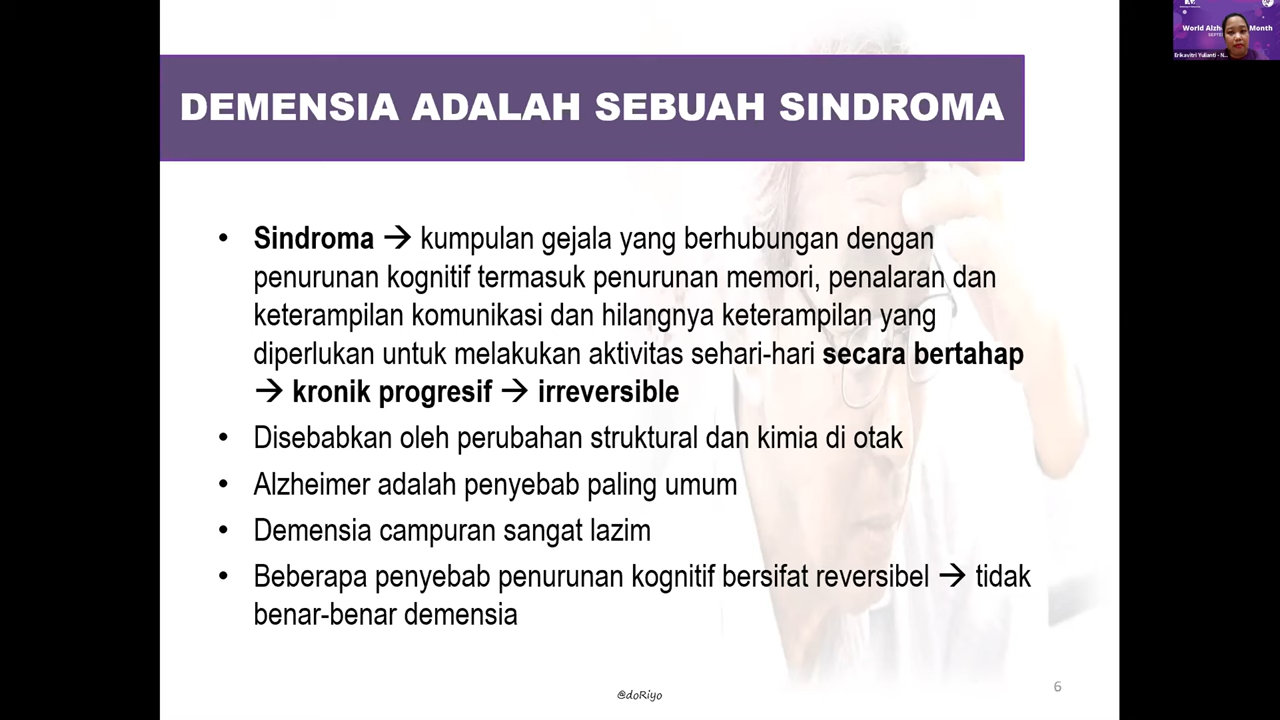 World Alzh Month
SEPT
Erikavitri Yulianti - N...
DEMENSIA ADALAH SEBUAH SINDROMA
• Sindroma → kumpulan gejala yang berhubungan dengan
penurunan kognitif termasuk penurunan memori, penalaran dan
keterampilan komunikasi dan hilangnya keterampilan yang
diperlukan untuk melakukan aktivitas sehari-hari secara bertahap
→ kronik progresif → irreversible
• Disebabkan oleh perubahan struktural dan kimia di otak
• Alzheimer adalah penyebab paling umum
• Demensia campuran sangat lazim
• Beberapa penyebab penurunan kognitif bersifat reversibel → tidak
benar-benar demensia
@doRiyo
6